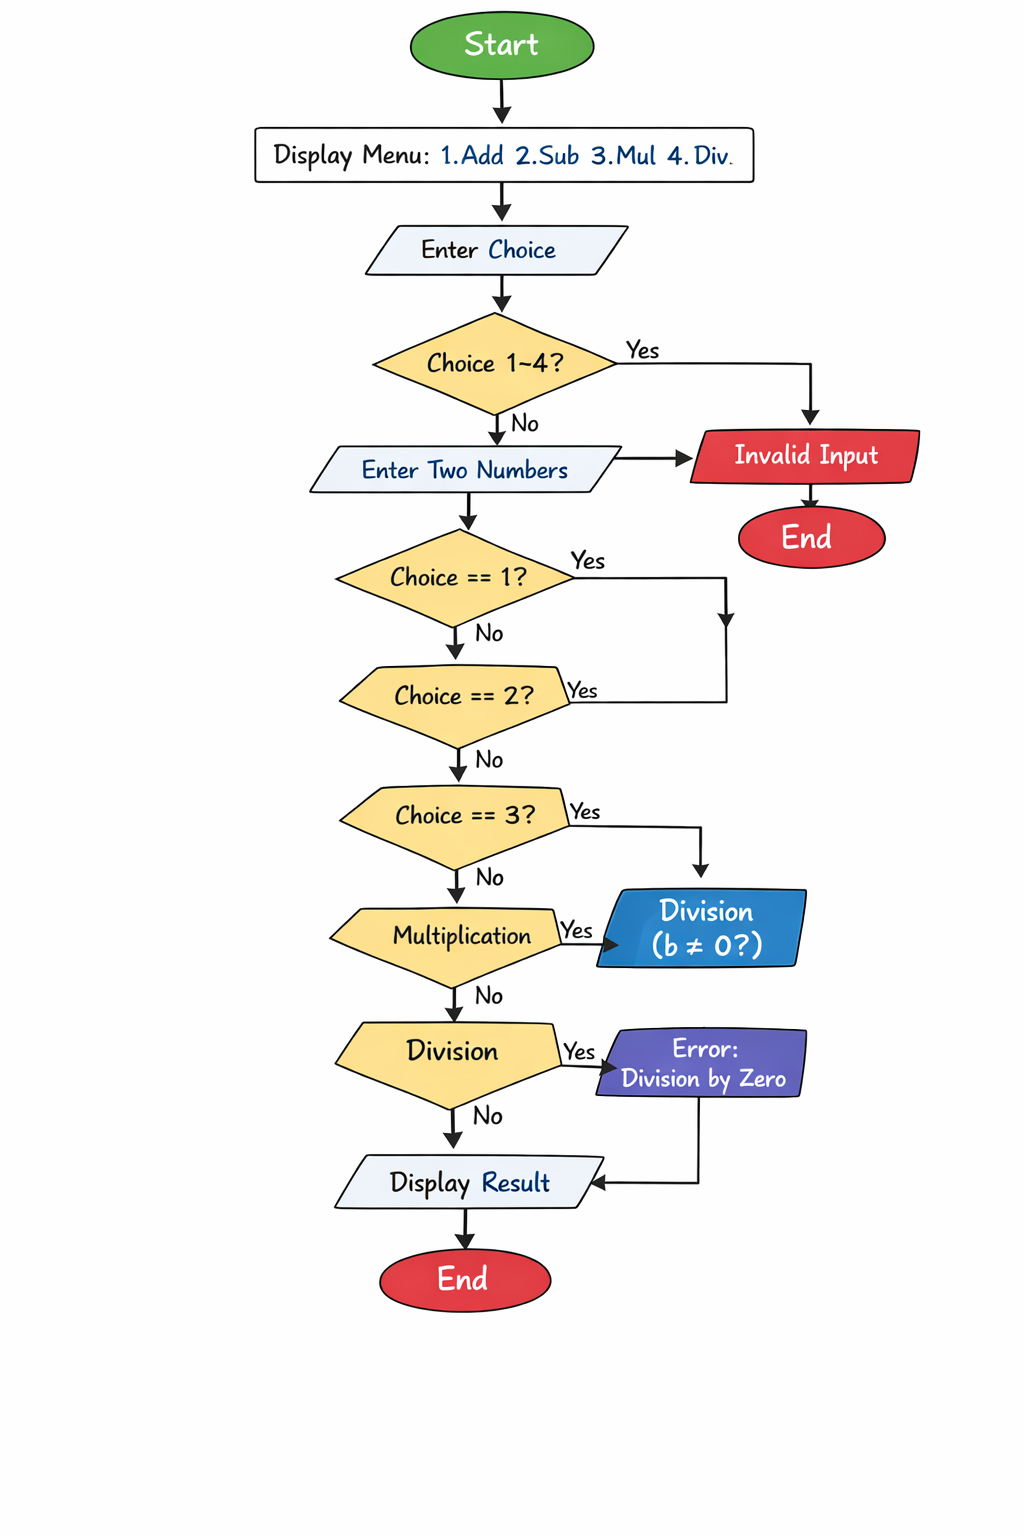 Start
Display Menu: 1.Add 2.Sub 3.Mul 4. Div.
Enter Choice
Choice 1~4?
Yes
No
Enter Two Numbers
Invalid Input
End
Choice == 1?
Yes
No
Choice == 2?
Yes
No
Choice == 3?
Yes
No
Multiplication
Yes
Division
(b ≠ 0?)
No
Division
Yes
Error:
Division by Zero
No
Display Result
End